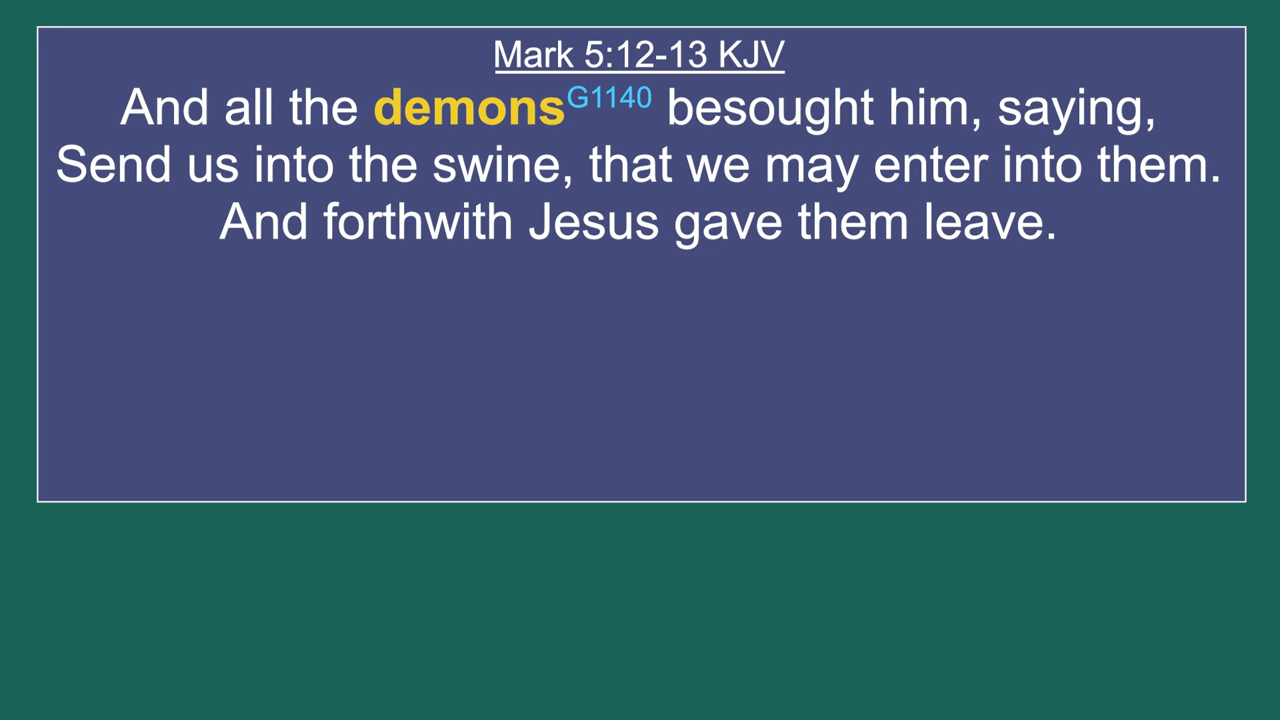 Mark 5:12-13 KJV
And all the demonsG1140 besought him, saying,
Send us into the swine, that we may enter into them.
And forthwith Jesus gave them leave.